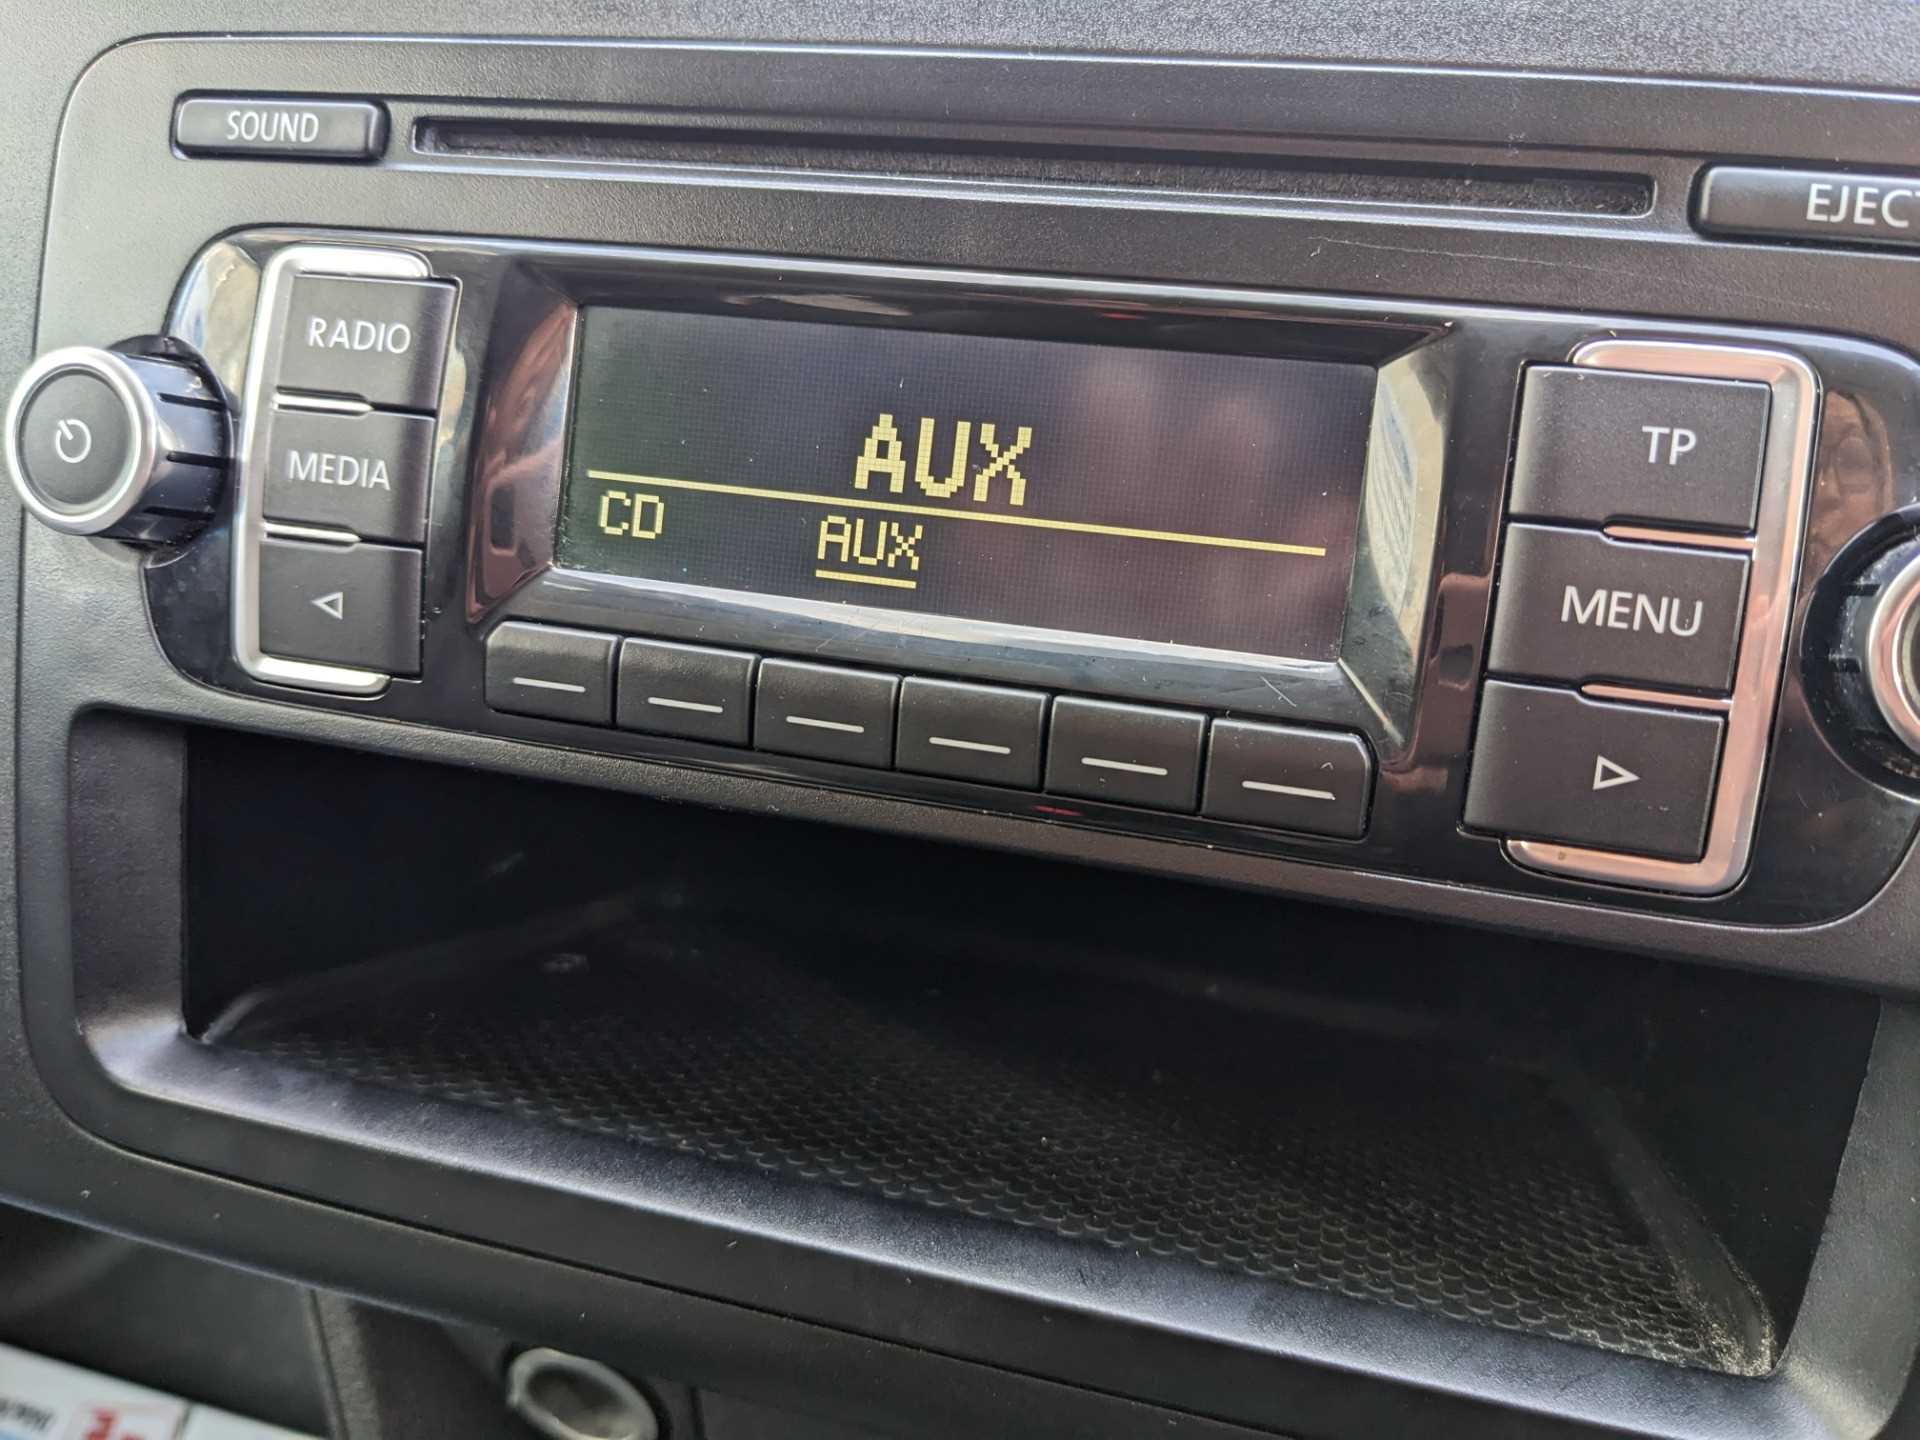 SOUND
EJECT
RADIO
MEDIA
AUX
CD AUX
TP
MENU